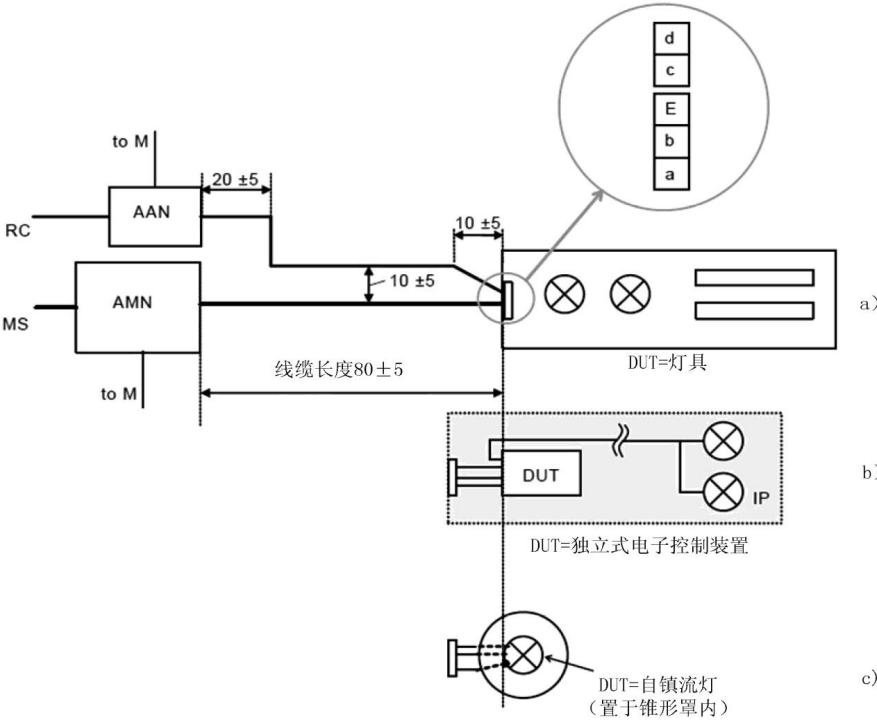 d
c
E
b
a
to M
20 ±5
AAN
RC
10 ±5
10 ±5
AMN
MS
a)
DUT=灯具
线缆长度80±5
to M
DUT
IP
b)
DUT=独立式电子控制装置
DUT=自镇流灯
(置于锥形罩内)
c)